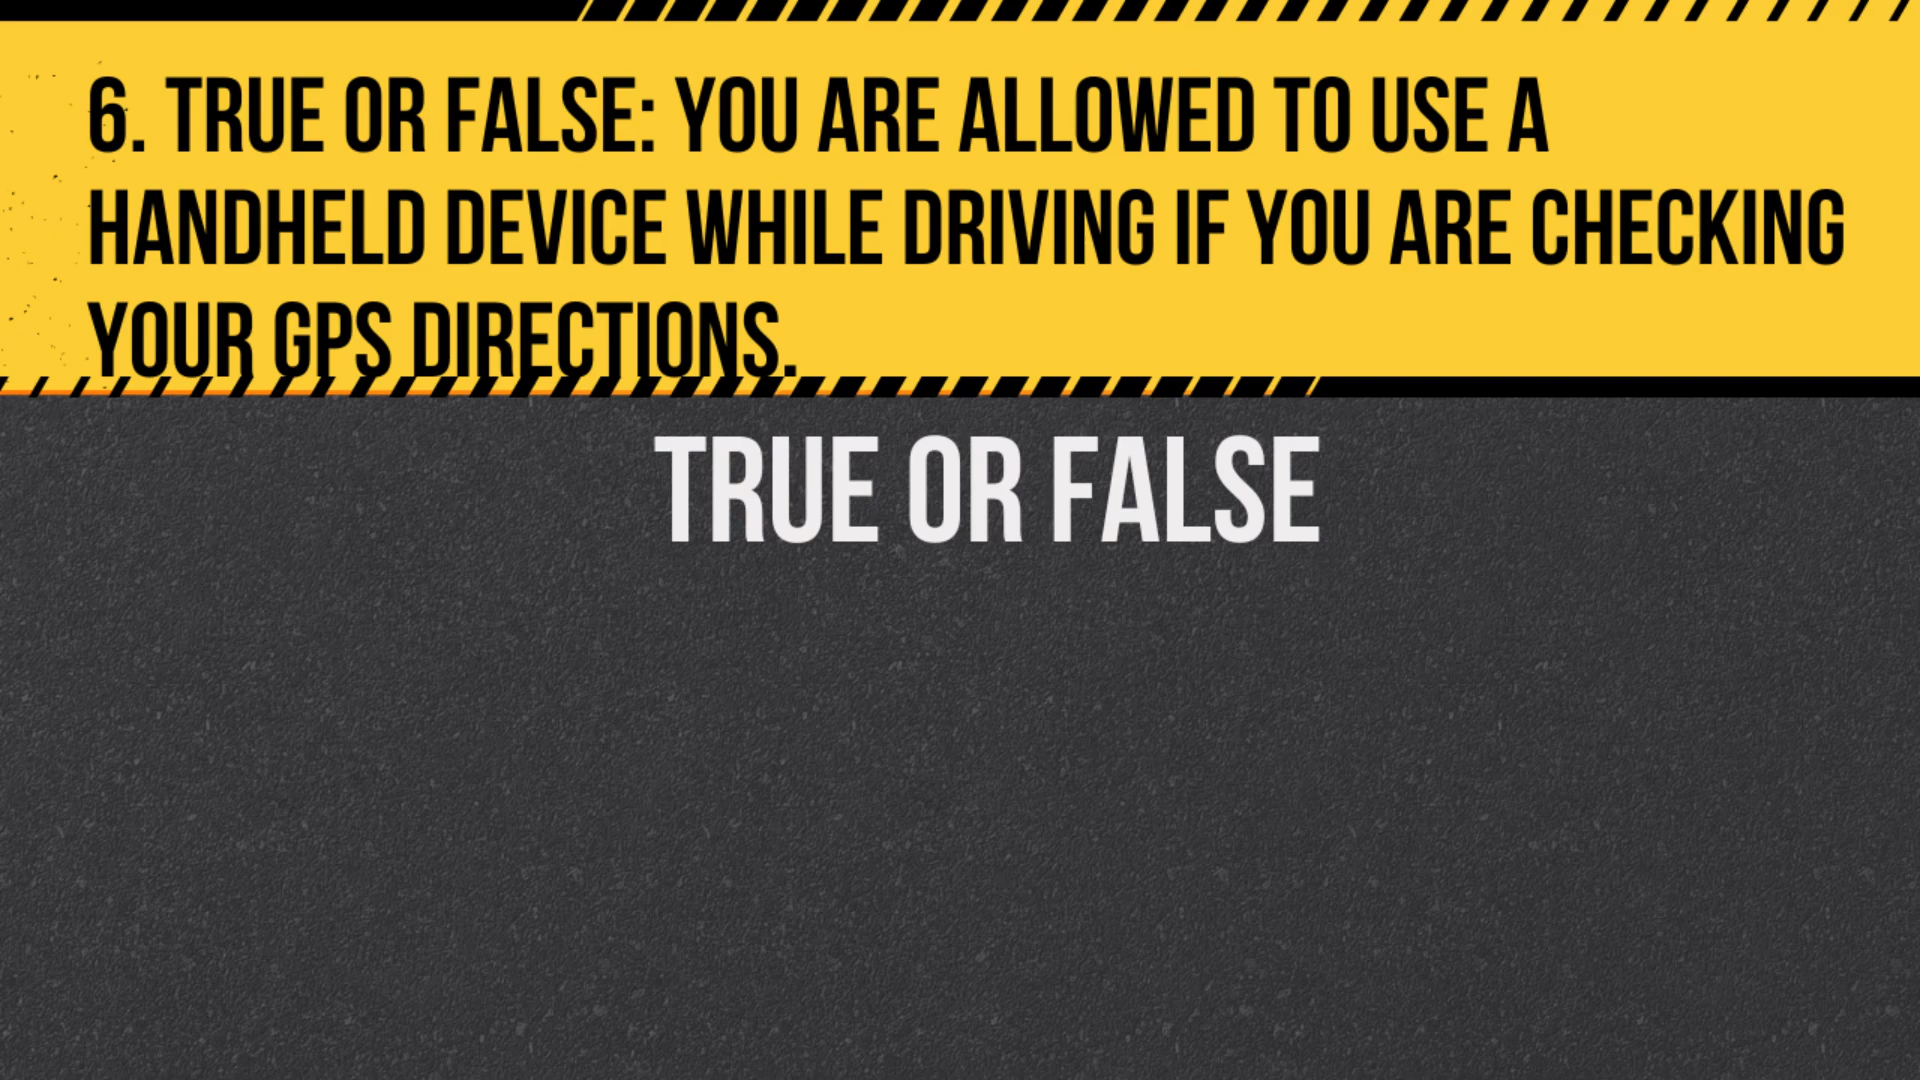 6. TRUE OR FALSE: YOU ARE ALLOWED TO USE A
HANDHELD DEVICE WHILE DRIVING IF YOU ARE CHECKING
YOUR GPS DIRECTIONS.
TRUE OR FALSE